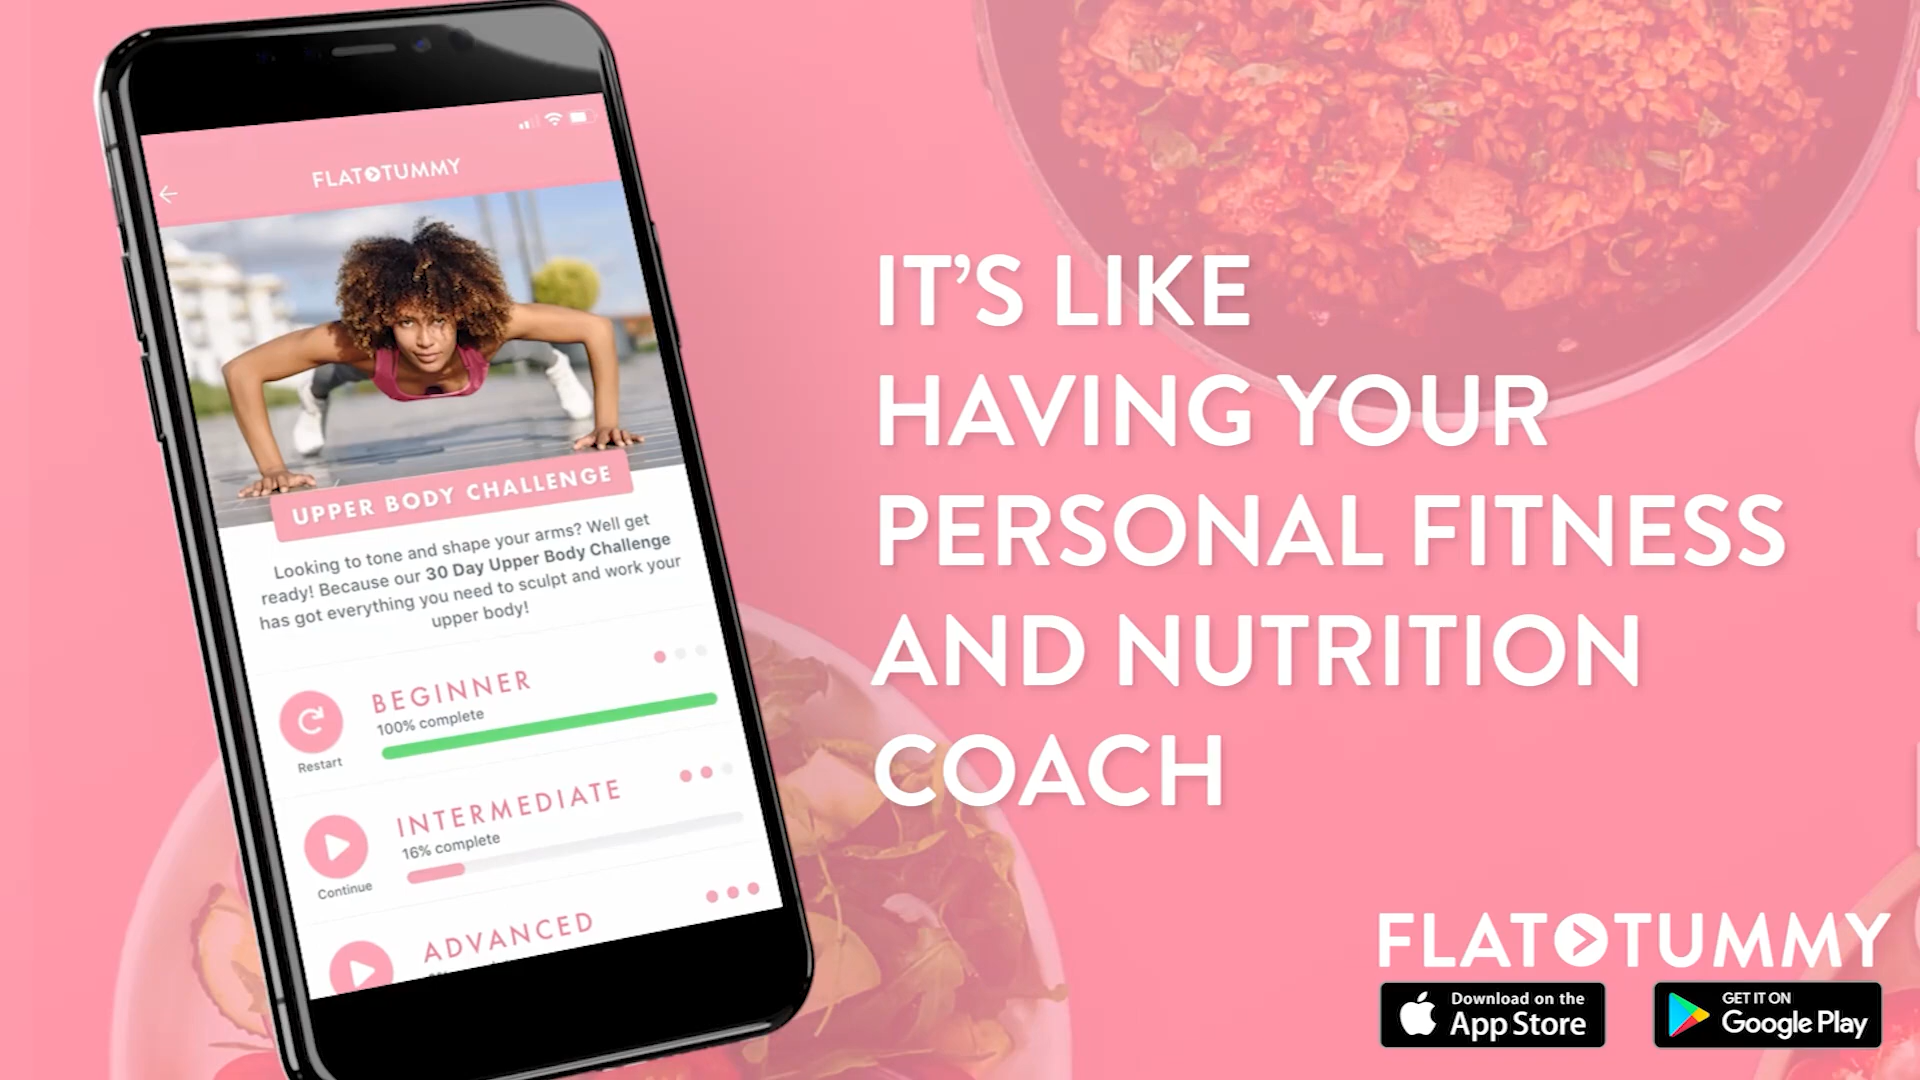 FLATTUMMY
UPPER BODY CHALLENGE
Looking to tone and shape your arms? Well get
ready! Because our 30 Day Upper Body Challenge
has got everything you need to sculpt and work your
upper body!
BEGINNER
100% complete
Restart
INTERMEDIATE
16% complete
Continue
ADVANCED
IT’S LIKE
HAVING YOUR
PERSONAL FITNESS
AND NUTRITION
COACH
FLATTUMMY
Download on the
App Store
GET IT ON
Google Play